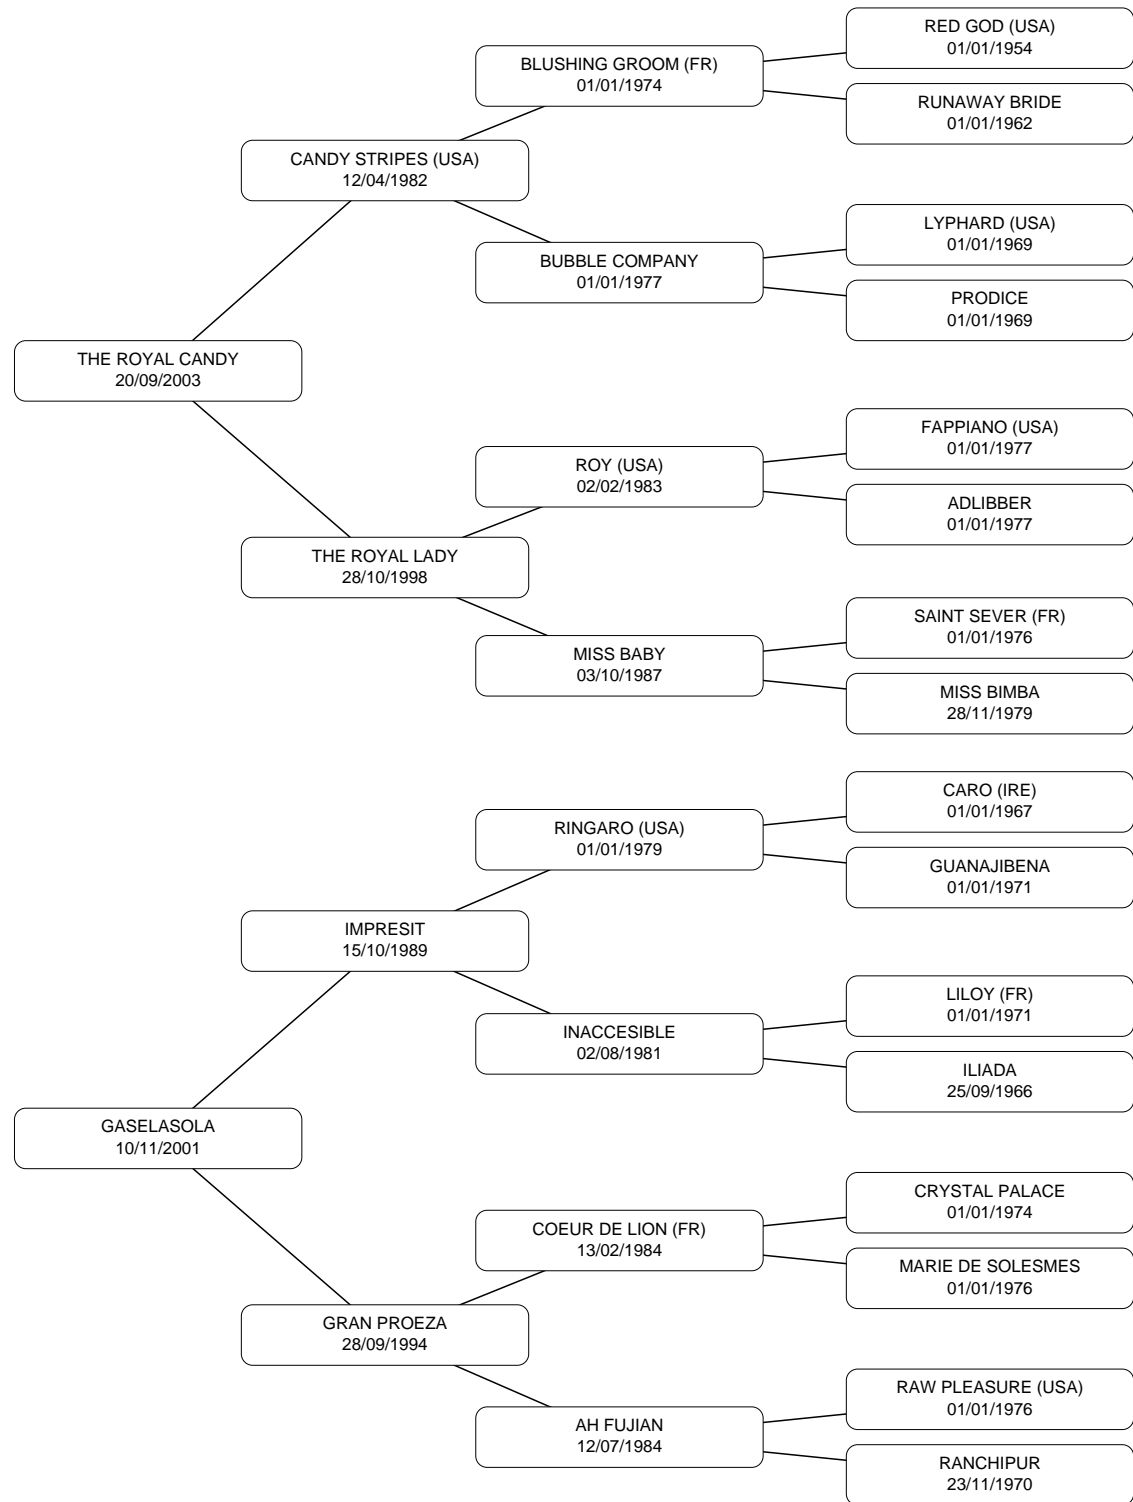 RED GOD (USA)
01/01/1954
BLUSHING GROOM (FR)
01/01/1974
RUNAWAY BRIDE
01/01/1962
CANDY STRIPES (USA)
12/04/1982
LYPHARD (USA)
01/01/1969
BUBBLE COMPANY
01/01/1977
PRODICE
01/01/1969
THE ROYAL CANDY
20/09/2003
FAPPIANO (USA)
01/01/1977
ROY (USA)
02/02/1983
ADLIBBER
01/01/1977
THE ROYAL LADY
28/10/1998
SAINT SEVER (FR)
01/01/1976
MISS BABY
03/10/1987
MISS BIMBA
28/11/1979
CARO (IRE)
01/01/1967
RINGARO (USA)
01/01/1979
GUANAJIBENA
01/01/1971
IMPRESIT
15/10/1989
LILOY (FR)
01/01/1971
INACCESIBLE
02/08/1981
ILIADA
25/09/1966
GASELASOLA
10/11/2001
CRYSTAL PALACE
01/01/1974
COEUR DE LION (FR)
13/02/1984
MARIE DE SOLESMES
01/01/1976
GRAN PROEZA
28/09/1994
RAW PLEASURE (USA)
01/01/1976
AH FUJIAN
12/07/1984
RANCHIPUR
23/11/1970